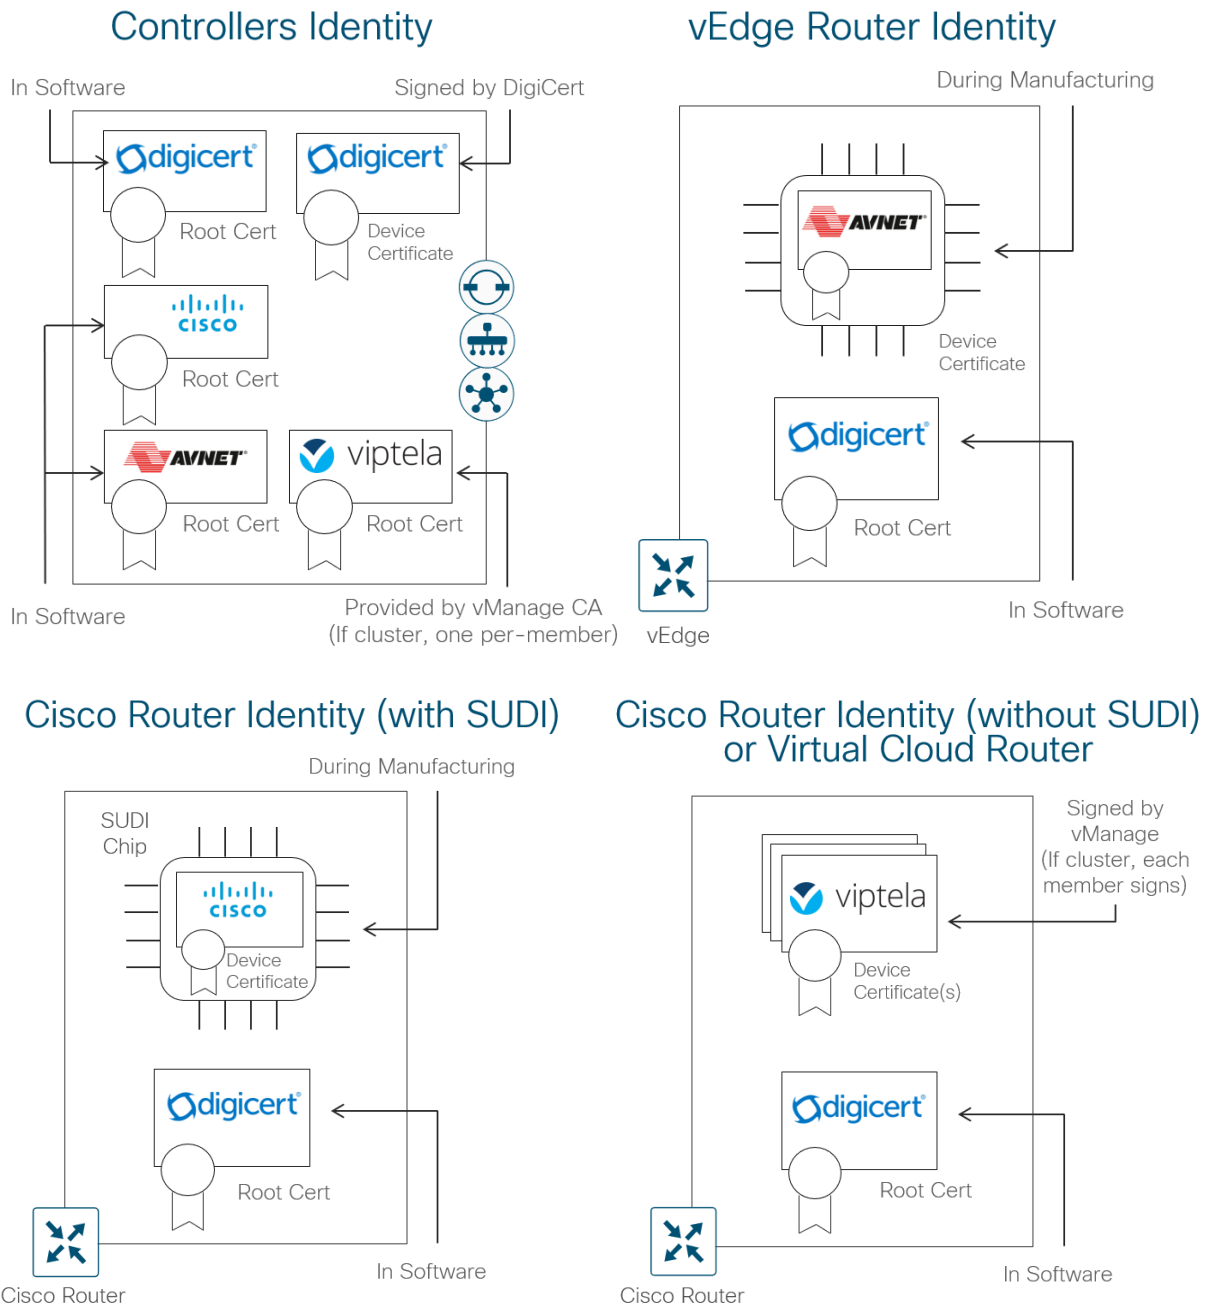 Controllers Identity
In Software
Signed by DigiCert
digicert®
Root Cert
digicert®
Device
Certificate
CISCO
Root Cert
AVNET®
Root Cert
viptela
Root Cert
In Software
Provided by vManage CA
(If cluster, one per-member)
vEdge Router Identity
During Manufacturing
AVNET®
Device
Certificate
digicert®
Root Cert
vEdge
In Software
Cisco Router Identity (with SUDI)
During Manufacturing
SUDI
Chip
CISCO
Device
Certificate
digicert®
Root Cert
In Software
Cisco Router
Cisco Router Identity (without SUDI)
or Virtual Cloud Router
Signed by
vManage
(If cluster, each
member signs)
viptela
Device
Certificate(s)
digicert®
Root Cert
In Software
Cisco Router